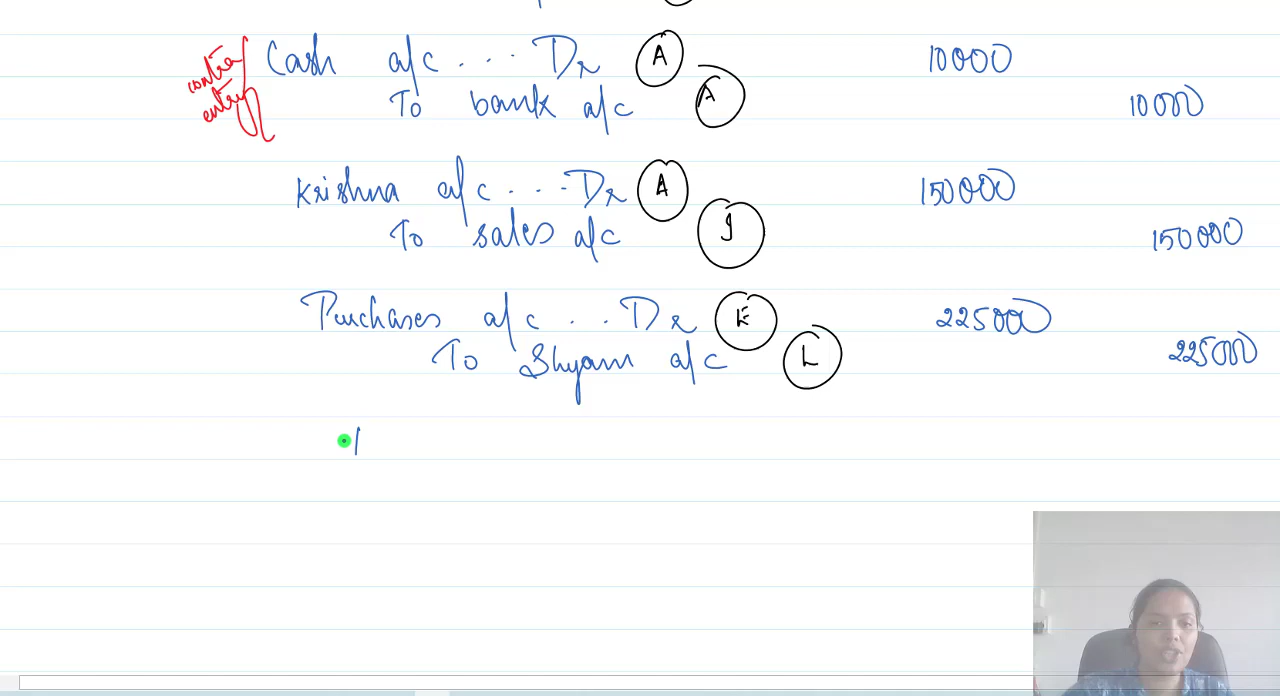 contra
entry
Cash a/c ... Dr A 10000
To bank a/c A 10000
Krishna a/c ... Dr A 150000
To sales a/c I 150000
Purchases a/c ... Dr E 225000
To Shyam a/c L 225000